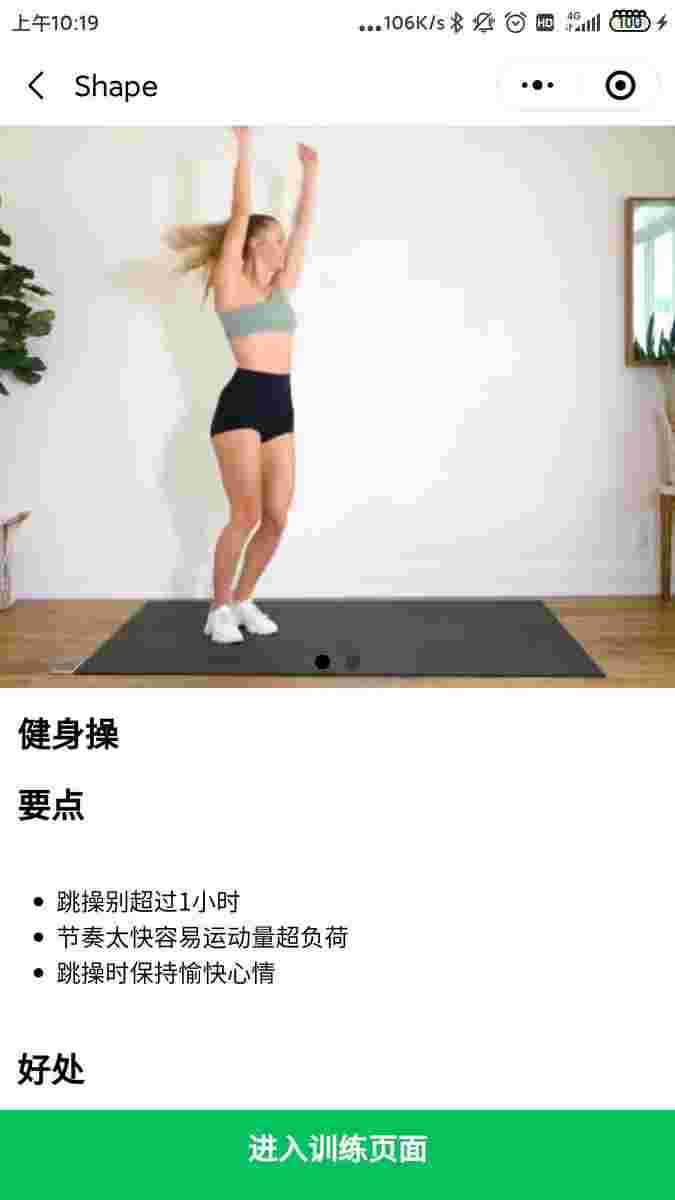 上午10:19
...106K/s HD 4G 100
Shape
健身操
要点
跳操别超过1小时
节奏太快容易运动量超负荷
跳操时保持愉快心情
好处
进入训练页面